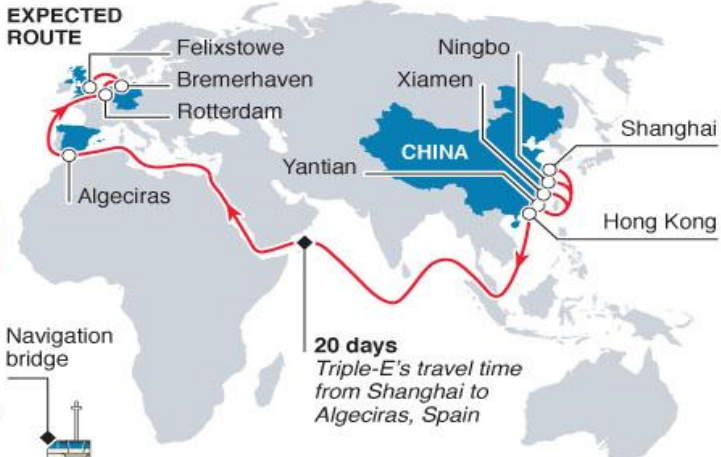 EXPECTED
ROUTE
Felixstowe
Bremerhaven
Rotterdam
Algeciras
Ningbo
Xiamen
Shanghai
CHINA
Yantian
Hong Kong
20 days
Triple-E's travel time
from Shanghai to
Algeciras, Spain
Navigation
bridge